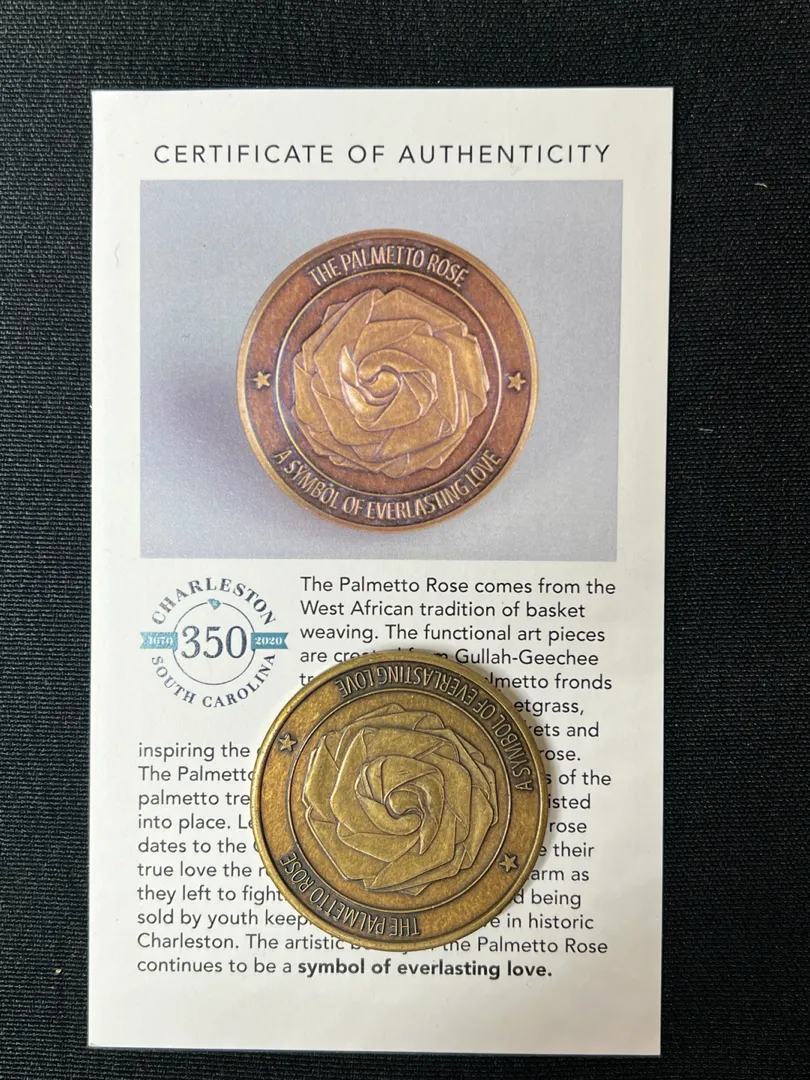 CERTIFICATE OF AUTHENTICITY
THE PALMETTO ROSE
A SYMBOL OF EVERLASTING LOVE
CHARLESTON
1670 350 2020
SOUTH CAROLINA
The Palmetto Rose comes from the
West African tradition of basket
weaving. The functional art pieces
are Gullah-Geechee
fronds
and
inspiring the rose.
The Palmetto of the
palmetto
into place. rose
dates to the their
true love the as
they left to fight being
sold by youth in historic
Charleston. The artistic the Palmetto Rose
continues to be a symbol of everlasting love.
A SYMBOL OF EVERLASTING LOVE
THE PALMETTO ROSE